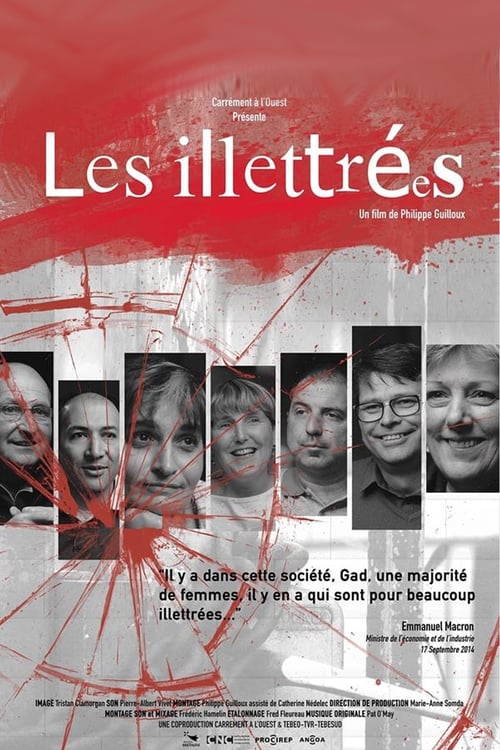 Carrément à l'Ouest
Présente
Les illettrées
Un film de Philippe Guilloux
"Il y a dans cette société, Gad, une majorité
de femmes, il y en a qui sont pour beaucoup
illettrées..."
Emmanuel Macron
Ministre de l'économie et de l'industrie
17 Septembre 2014
IMAGE Tristan Clamorgan SON Pierre-Albert Vivet MONTAGE Philippe Guilloux assisté de Catherine Nédelec DIRECTION DE PRODUCTION Marie-Anne Somda
MONTAGE SON et MIXAGE Frédéric Hamelin ETALONNAGE Fred Fleureau MUSIQUE ORIGINALE Pat O'May
UNE COPRODUCTION CARREMENT A L'OUEST & TEBEO-TVR-TEBESUD
CNC PROCIREP ANGOA